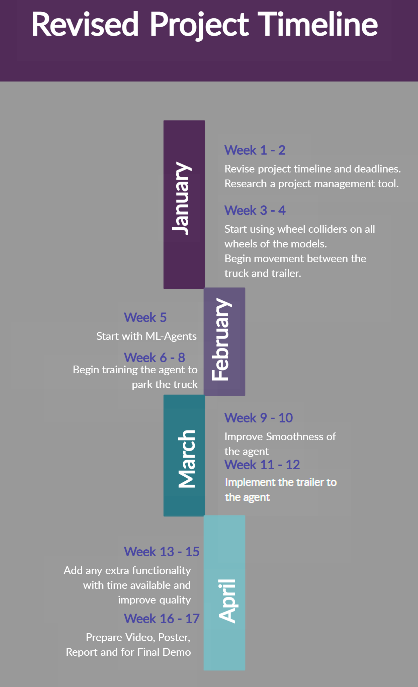 Revised Project Timeline
January
Week 1 - 2
Revise project timeline and deadlines.
Research a project management tool.
Week 3 - 4
Start using wheel colliders on all
wheels of the models.
Begin movement between the
truck and trailer.
February
Week 5
Start with ML-Agents
Week 6 - 8
Begin training the agent to
park the truck
March
Week 9 - 10
Improve Smoothness of
the agent
Week 11 - 12
Implement the trailer to
the agent
April
Week 13 - 15
Add any extra functionality
with time available and
improve quality
Week 16 - 17
Prepare Video, Poster,
Report and for Final Demo